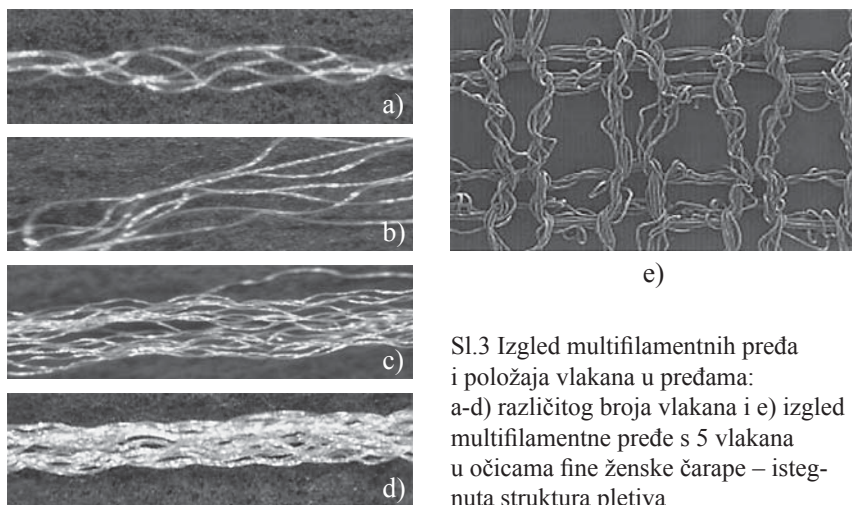 a)
b)
c)
d)
e)
Sl.3 Izgled multifilamentnih pređa
i položaja vlakana u pređama:
a-d) različitog broja vlakana i e) izgled
multifilamentne pređe s 5 vlakana
u očicama fine ženske čarape – isteg-
nuta struktura pletiva